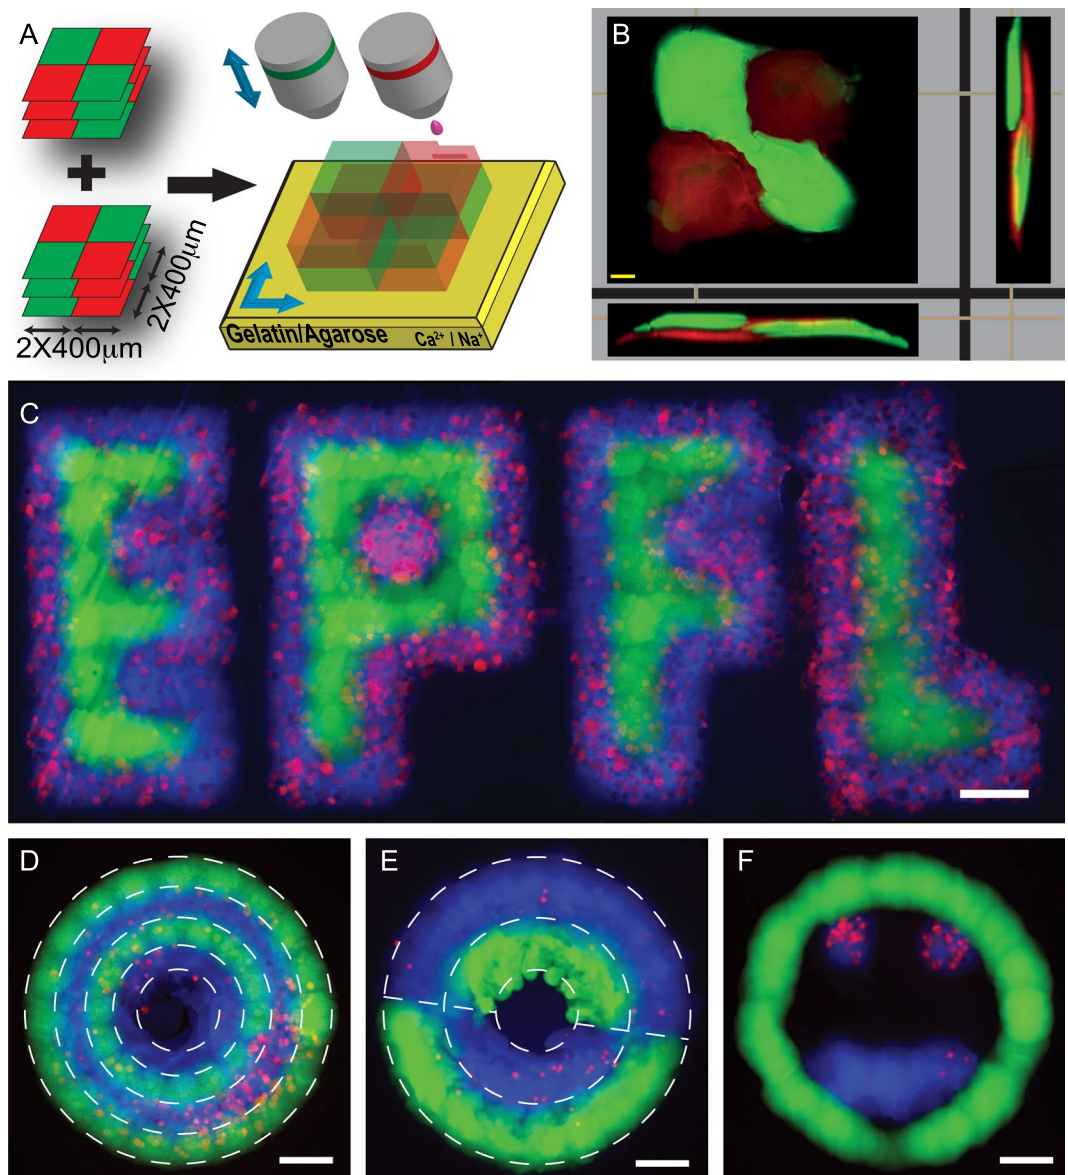 A
B
2X400μm
2X400μm
Gelatin/Agarose
Ca²⁺ / Na⁺
C
EPFL
D
E
F